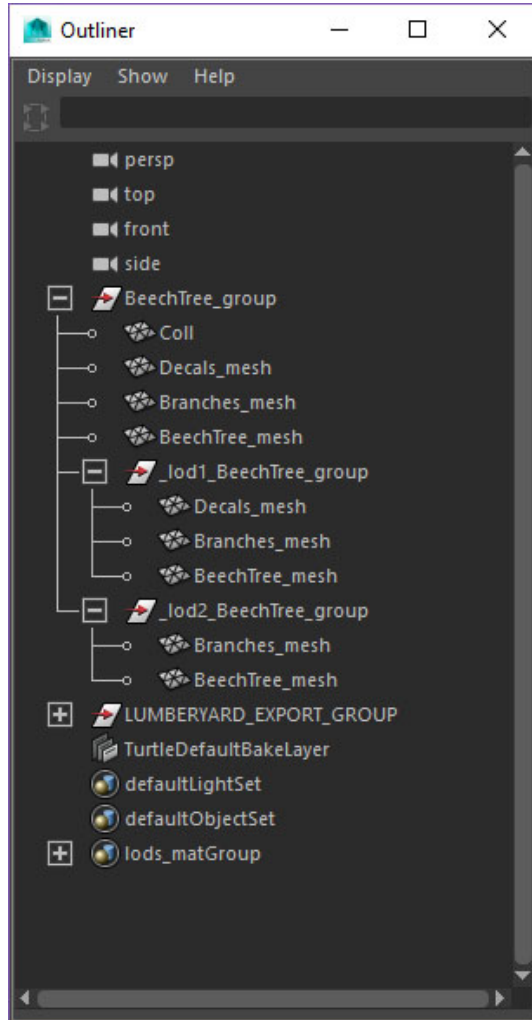 Outliner
Display Show Help
persp
top
front
side
BeechTree_group
Coll
Decals_mesh
Branches_mesh
BeechTree_mesh
_lod1_BeechTree_group
Decals_mesh
Branches_mesh
BeechTree_mesh
_lod2_BeechTree_group
Branches_mesh
BeechTree_mesh
LUMBERYARD_EXPORT_GROUP
TurtleDefaultBakeLayer
defaultLightSet
defaultObjectSet
lods_matGroup